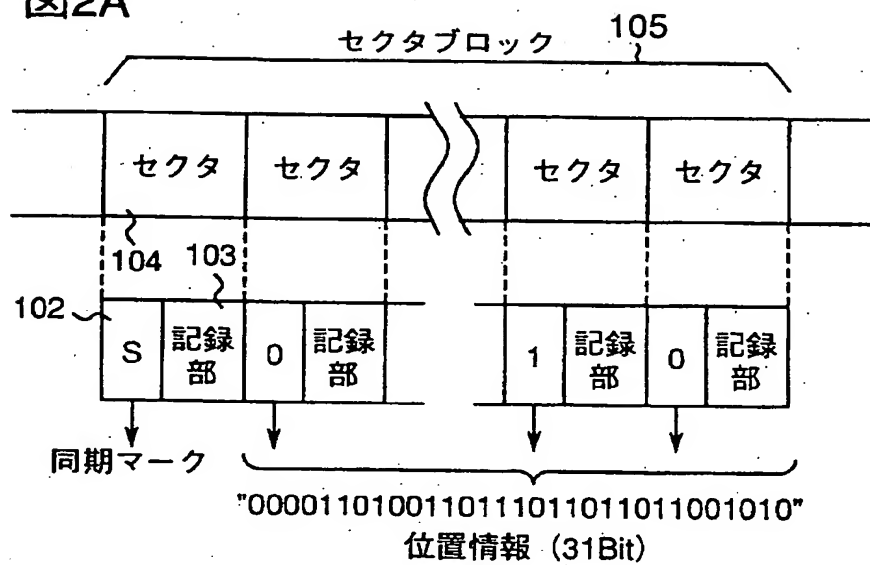 図2A
セクタブロック 105
セクタ セクタ セクタ セクタ
104 103
102
S 記録部 0 記録部 1 記録部 0 記録部
同期マーク
"0000110100110111011011011001010"
位置情報 (31Bit)